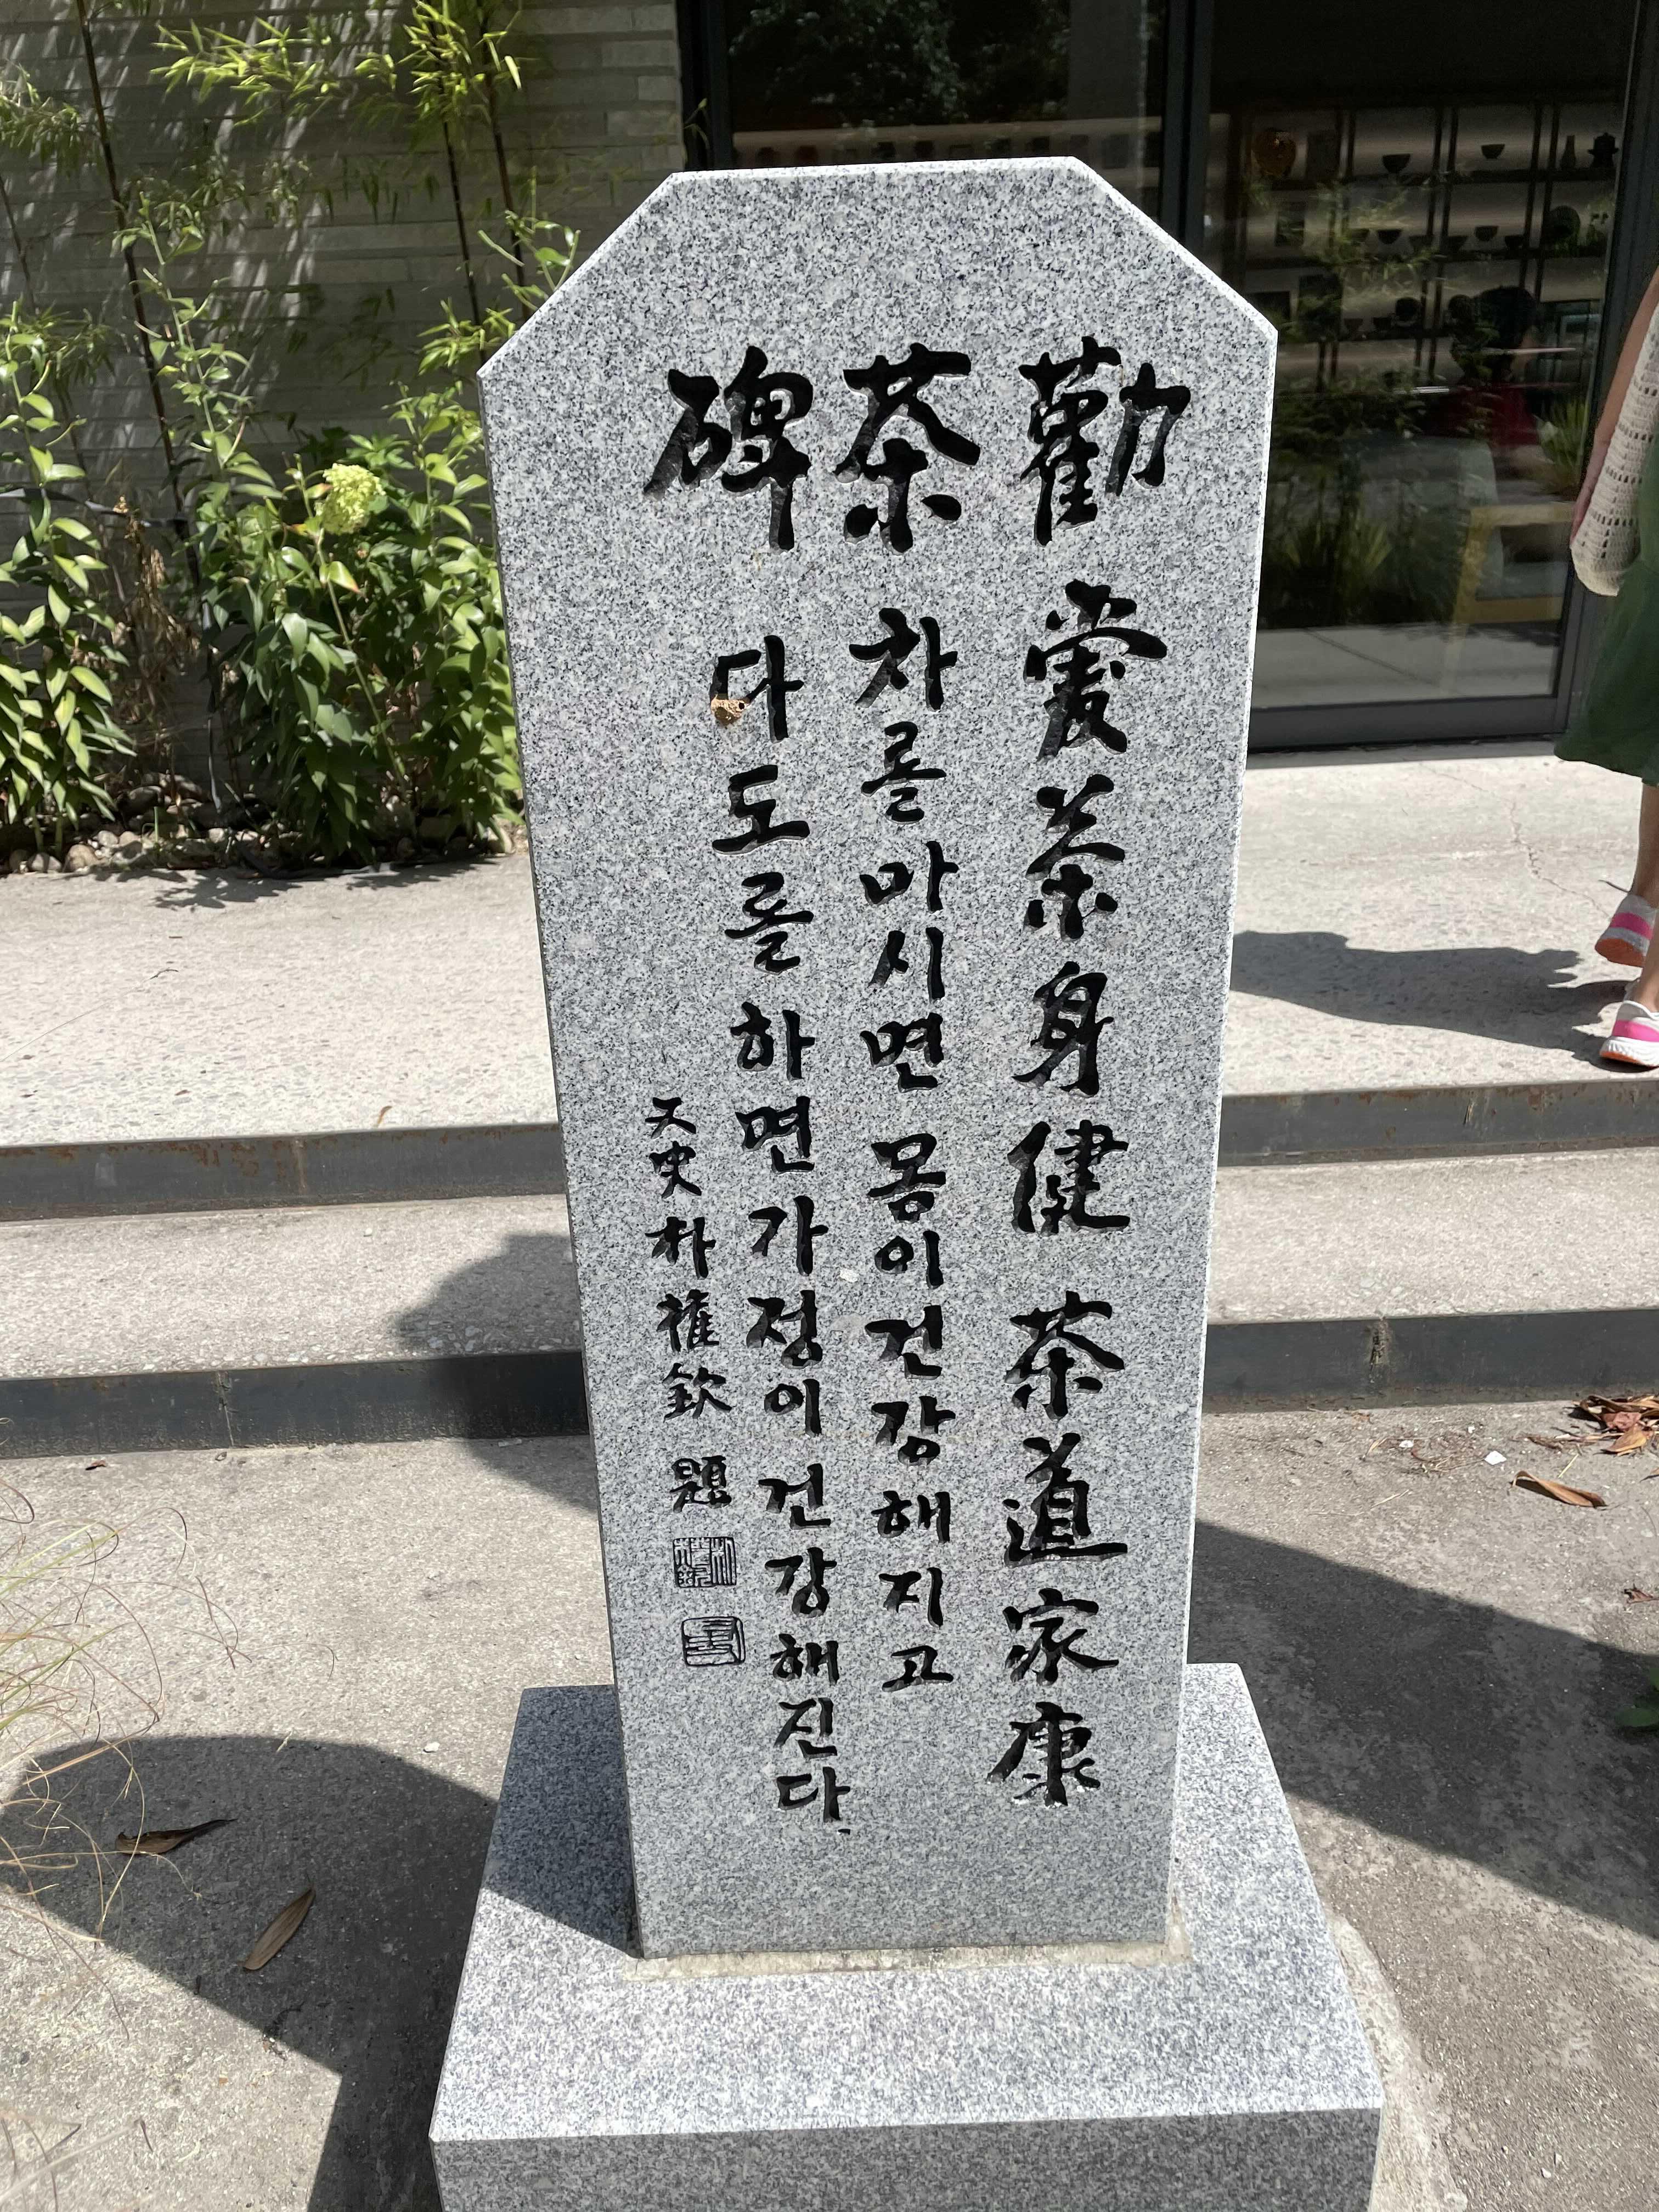 勸茶碑
愛茶身健 茶道家康
차를 마시면 몸이 건강해지고
다도를 하면 가정이 건강해진다.
又史 朴權欽 題